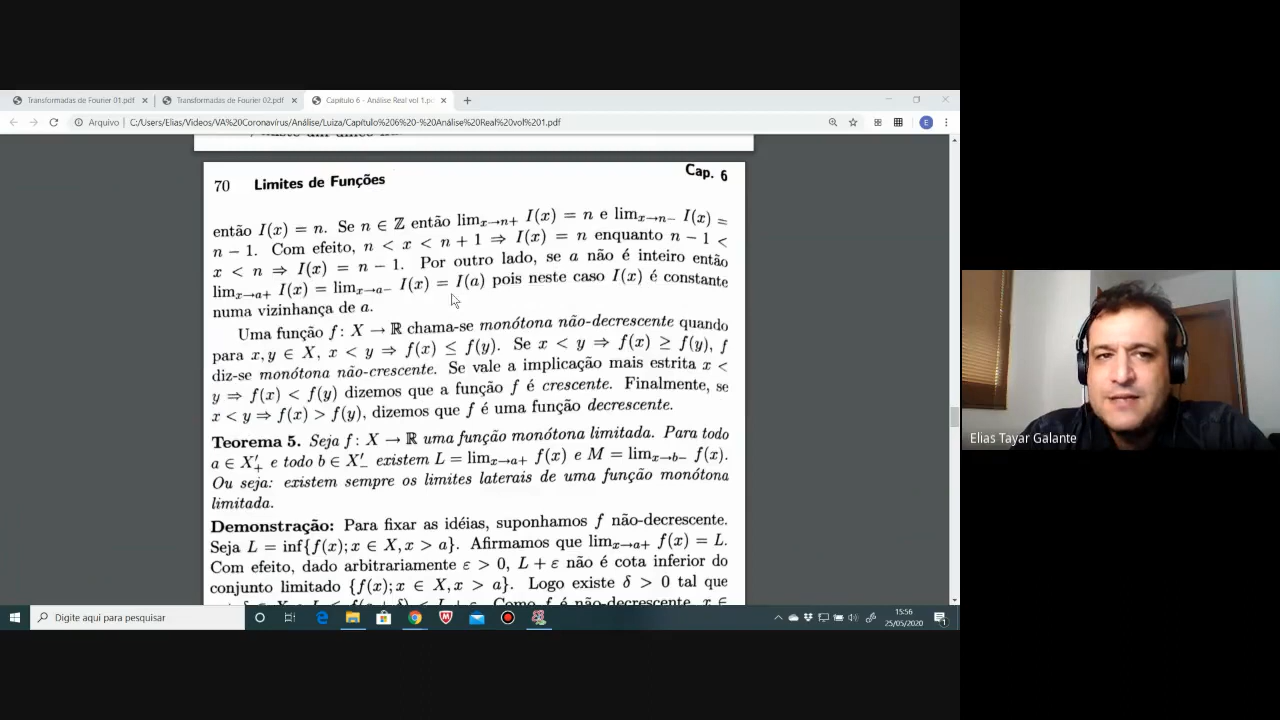 Transformadas de Fourier 01.pdf
Transformadas de Fourier 02.pdf
Capítulo 6 - Análise Real vol 1.p
Arquivo | C:/Users/Elias/Videos/VA%20Coronavírus/Análise/Luiza/Capítulo%206%20-%20Análise%20Real%20vol%201.pdf
E
70 Limites de Funções Cap. 6
então I(x) = n. Se n ∈ ℤ então lim_{x→n+} I(x) = n e lim_{x→n−} I(x) =
n − 1. Com efeito, n < x < n + 1 ⇒ I(x) = n enquanto n − 1 <
x < n ⇒ I(x) = n − 1. Por outro lado, se a não é inteiro então
lim_{x→a+} I(x) = lim_{x→a−} I(x) = I(a) pois neste caso I(x) é constante
numa vizinhança de a.
Uma função f: X → ℝ chama-se monótona não-decrescente quando
para x, y ∈ X, x < y ⇒ f(x) ≤ f(y). Se x < y ⇒ f(x) ≥ f(y), f
diz-se monótona não-crescente. Se vale a implicação mais estrita x <
y ⇒ f(x) < f(y) dizemos que a função f é crescente. Finalmente, se
x < y ⇒ f(x) > f(y), dizemos que f é uma função decrescente.
Teorema 5. Seja f: X → ℝ uma função monótona limitada. Para todo
a ∈ X′₊ e todo b ∈ X′₋ existem L = lim_{x→a+} f(x) e M = lim_{x→b−} f(x).
Ou seja: existem sempre os limites laterais de uma função monótona
limitada.
Demonstração: Para fixar as idéias, suponhamos f não-decrescente.
Seja L = inf{f(x); x ∈ X, x > a}. Afirmamos que lim_{x→a+} f(x) = L.
Com efeito, dado arbitrariamente ε > 0, L + ε não é cota inferior do
conjunto limitado {f(x); x ∈ X, x > a}. Logo existe δ > 0 tal que
Elias Tayar Galante
Digite aqui para pesquisar
15:56
25/05/2020